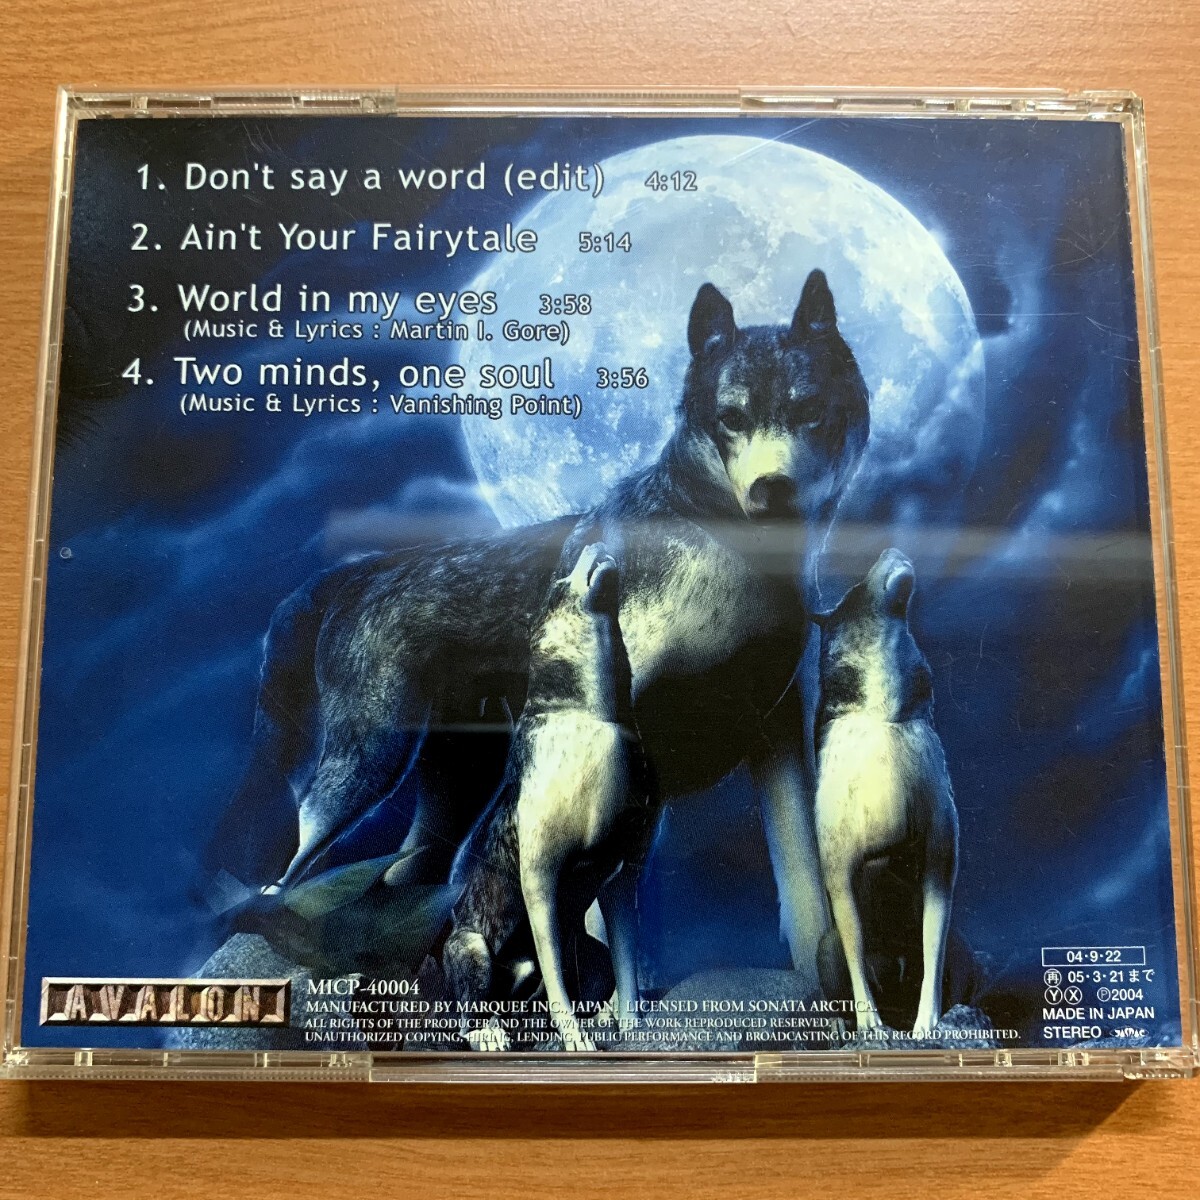 1. Don't say a word (edit) 4:12
2. Ain't Your Fairytale 5:14
3. World in my eyes 3:58
(Music & Lyrics : Martin I. Gore)
4. Two minds, one soul 3:56
(Music & Lyrics : Vanishing Point)
AVALON
MICP-40004
MANUFACTURED BY MARQUEE INC., JAPAN. LICENSED FROM SONATA ARCTICA.
ALL RIGHTS OF THE PRODUCER AND THE OWNER OF THE WORK REPRODUCED RESERVED.
UNAUTHORIZED COPYING, HIRING, LENDING, PUBLIC PERFORMANCE AND BROADCASTING OF THIS RECORD PROHIBITED.
04・9・22
再 05・3・21まで
Ⓨ Ⓧ Ⓟ2004
MADE IN JAPAN
STEREO